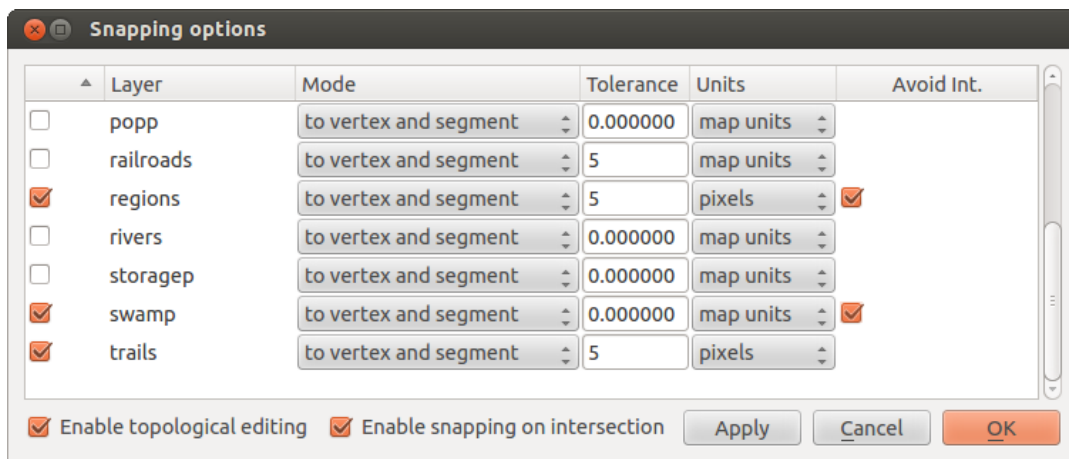 Snapping options
Layer Mode Tolerance Units Avoid Int.
popp to vertex and segment 0.000000 map units
railroads to vertex and segment 5 map units
regions to vertex and segment 5 pixels
rivers to vertex and segment 0.000000 map units
storagep to vertex and segment 0.000000 map units
swamp to vertex and segment 0.000000 map units
trails to vertex and segment 5 pixels
Enable topological editing Enable snapping on intersection Apply Cancel OK